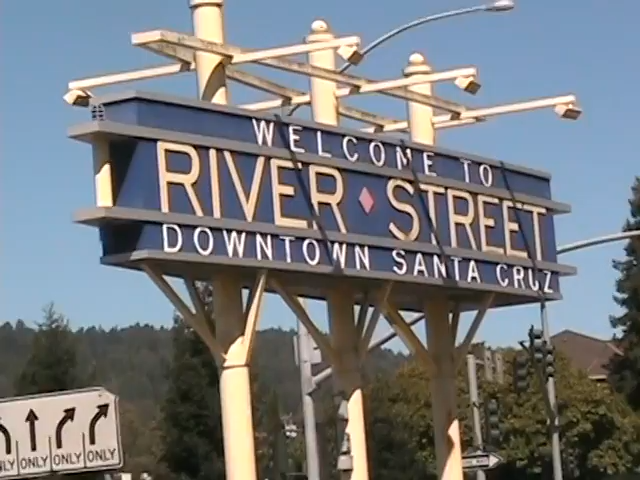 WELCOME TO
RIVER STREET
DOWNTOWN SANTA CRUZ
ONLY ONLY ONLY ONLY